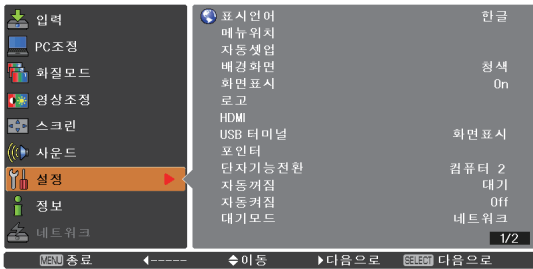 입력
PC조정
화질모드
영상조정
스크린
사운드
설정
정보
네트워크
표시언어 한글
메뉴위치
자동셋업
배경화면 청색
화면표시 On
로고
HDMI
USB 터미널 화면표시
포인터
단자기능전환 컴퓨터 2
자동꺼짐 대기
자동켜짐 Off
대기모드 네트워크
1/2
MENU 종료 ----- 이동 다음으로 SELECT 다음으로